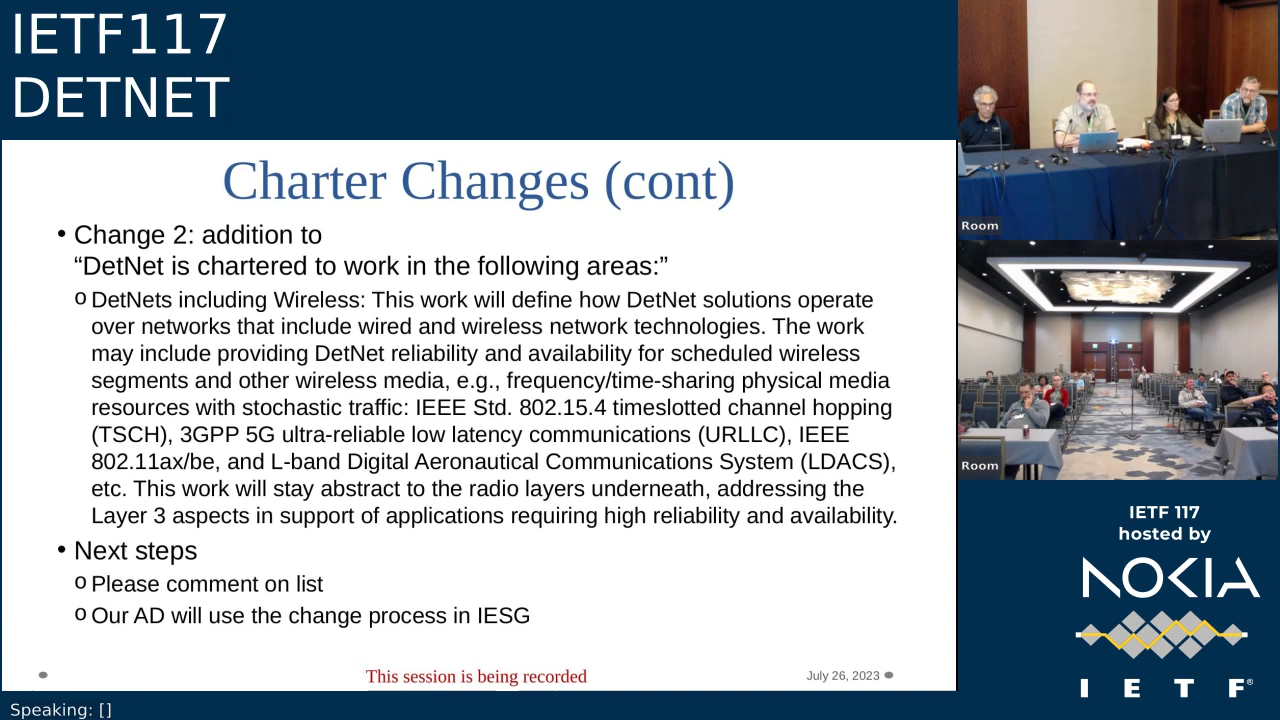 IETF117
DETNET
Charter Changes (cont)
• Change 2: addition to
“DetNet is chartered to work in the following areas:”
o DetNets including Wireless: This work will define how DetNet solutions operate
over networks that include wired and wireless network technologies. The work
may include providing DetNet reliability and availability for scheduled wireless
segments and other wireless media, e.g., frequency/time-sharing physical media
resources with stochastic traffic: IEEE Std. 802.15.4 timeslotted channel hopping
(TSCH), 3GPP 5G ultra-reliable low latency communications (URLLC), IEEE
802.11ax/be, and L-band Digital Aeronautical Communications System (LDACS),
etc. This work will stay abstract to the radio layers underneath, addressing the
Layer 3 aspects in support of applications requiring high reliability and availability.
• Next steps
o Please comment on list
o Our AD will use the change process in IESG
This session is being recorded
July 26, 2023
Speaking: []
Room
Room
IETF 117
hosted by
NOKIA
I E T F®